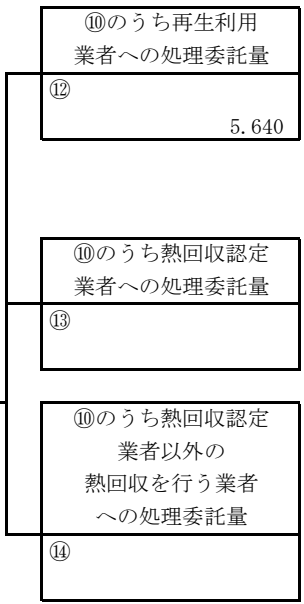 ⑩のうち再生利用
業者への処理委託量
⑫
5.640
⑩のうち熱回収認定
業者への処理委託量
⑬
⑩のうち熱回収認定
業者以外の
熱回収を行う業者
への処理委託量
⑭